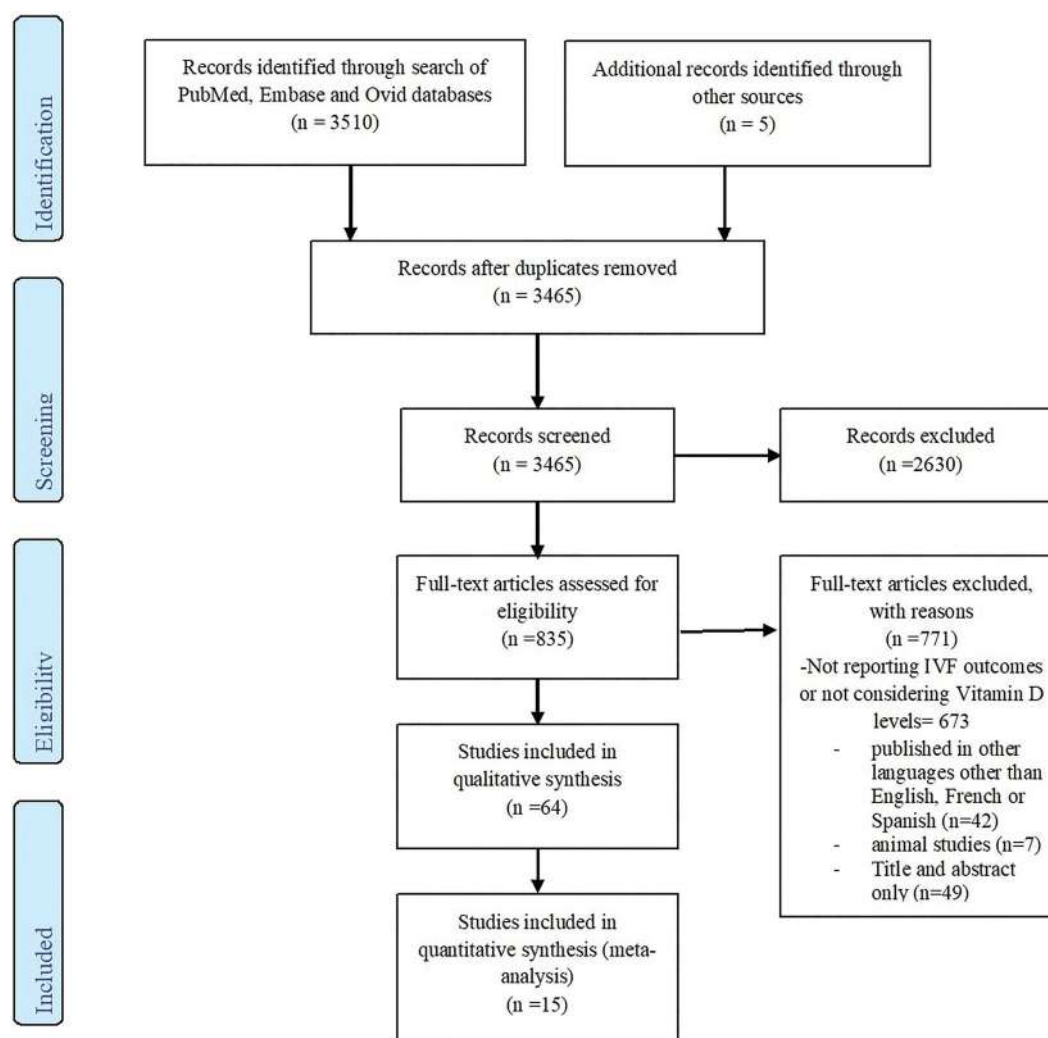 Identification
Records identified through search of
PubMed, Embase and Ovid databases
(n = 3510)
Additional records identified through
other sources
(n = 5)
Records after duplicates removed
(n = 3465)
Screening
Records screened
(n = 3465)
Records excluded
(n =2630)
Eligibility
Full-text articles assessed for
eligibility
(n =835)
Full-text articles excluded,
with reasons
(n =771)
-Not reporting IVF outcomes
or not considering Vitamin D
levels= 673
- published in other
languages other than
English, French or
Spanish (n=42)
- animal studies (n=7)
- Title and abstract
only (n=49)
Studies included in
qualitative synthesis
(n =64)
Included
Studies included in
quantitative synthesis (meta-
analysis)
(n =15)